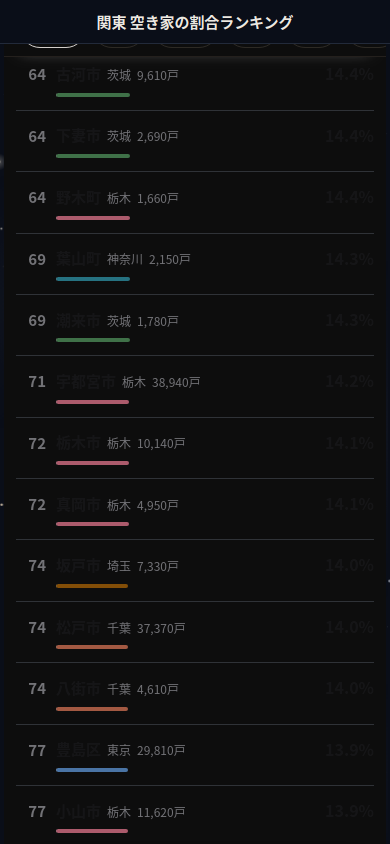 関東 空き家の割合ランキング
64 古河市 茨城 9,610戸 14.4%
64 下妻市 茨城 2,690戸 14.4%
64 野木町 栃木 1,660戸 14.4%
69 葉山町 神奈川 2,150戸 14.3%
69 潮来市 茨城 1,780戸 14.3%
71 宇都宮市 栃木 38,940戸 14.2%
72 栃木市 栃木 10,140戸 14.1%
72 真岡市 栃木 4,950戸 14.1%
74 坂戸市 埼玉 7,330戸 14.0%
74 松戸市 千葉 37,370戸 14.0%
74 八街市 千葉 4,610戸 14.0%
77 豊島区 東京 29,810戸 13.9%
77 小山市 栃木 11,620戸 13.9%